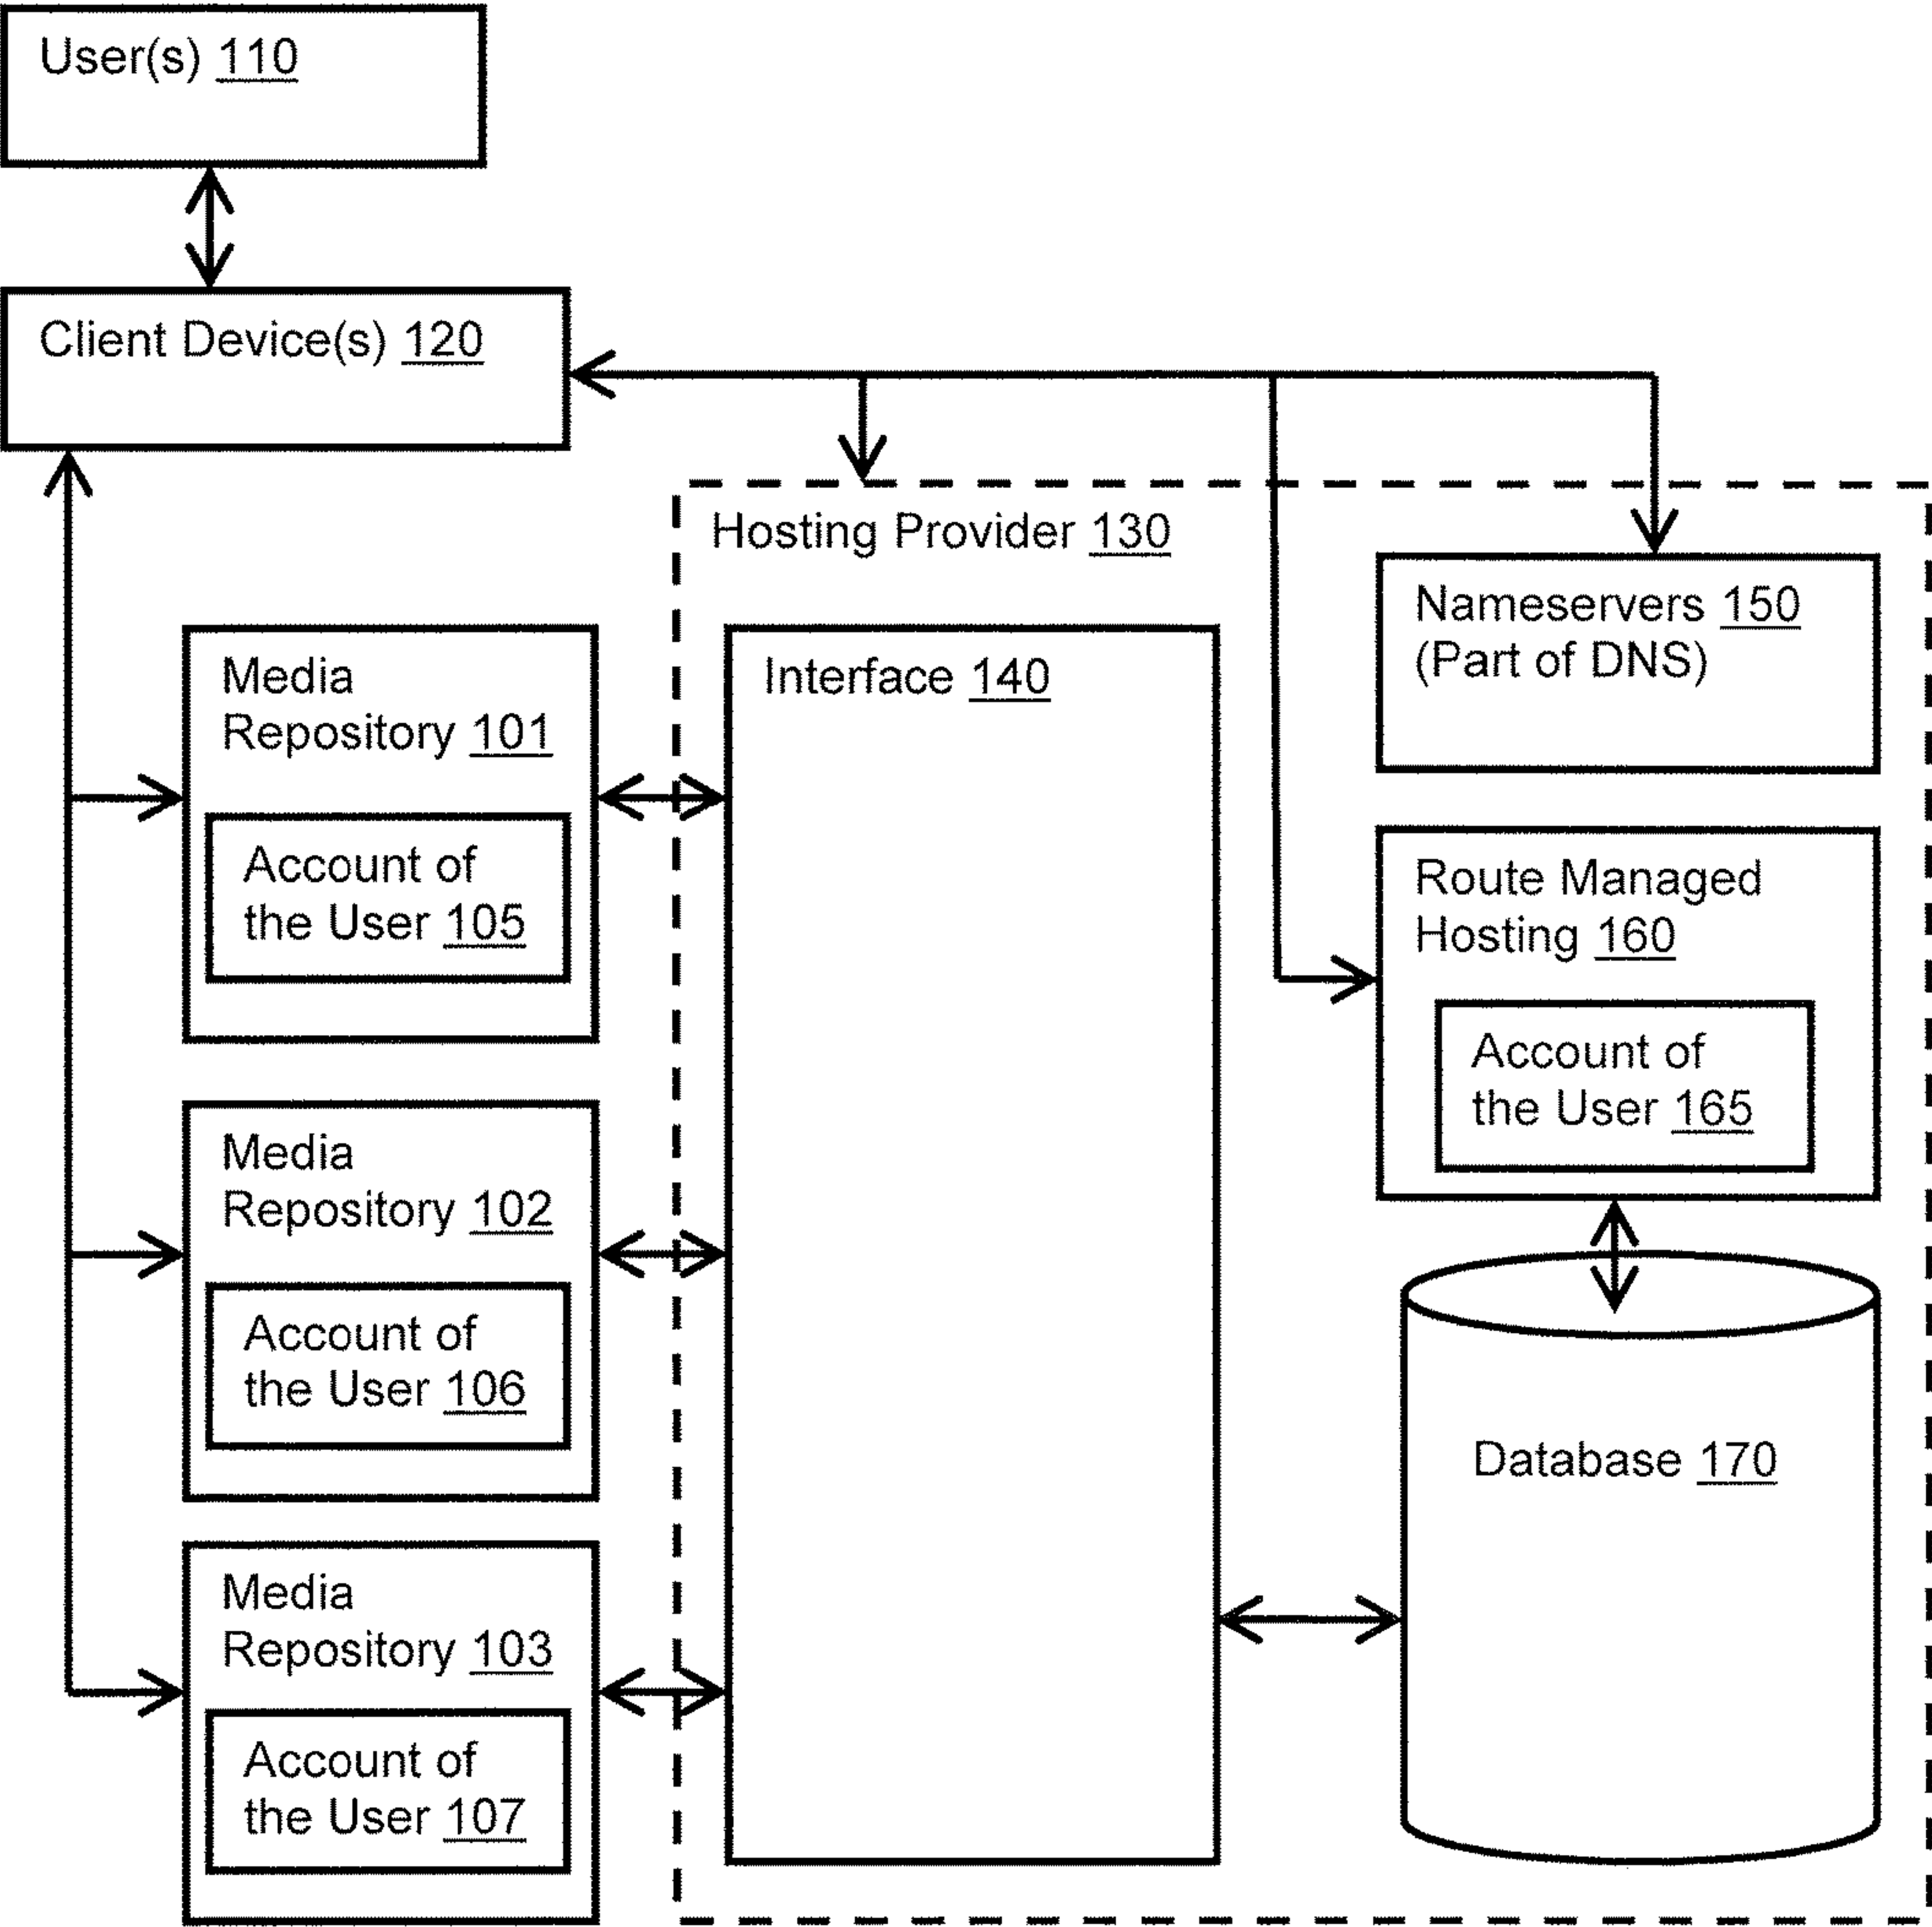 User(s) 110
Client Device(s) 120
Hosting Provider 130
Media
Repository 101
Account of
the User 105
Media
Repository 102
Account of
the User 106
Media
Repository 103
Account of
the User 107
Interface 140
Nameservers 150
(Part of DNS)
Route Managed
Hosting 160
Account of
the User 165
Database 170